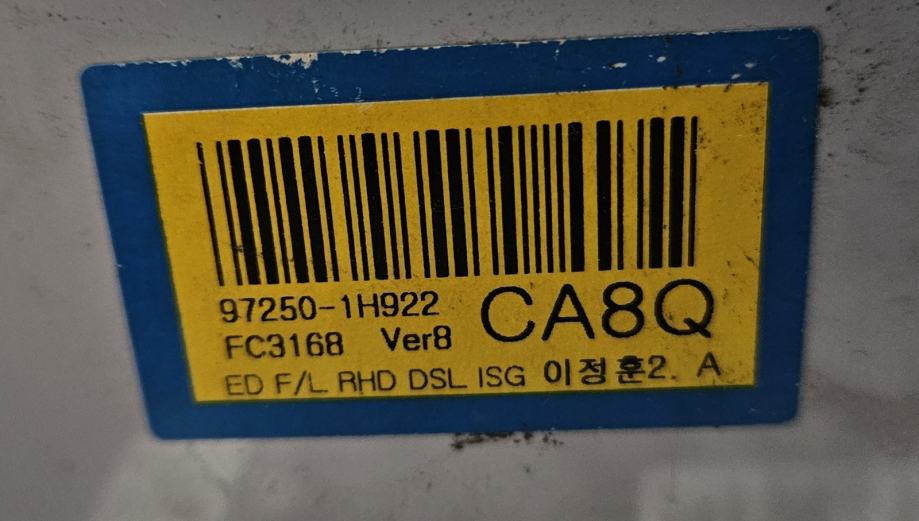 97250-1H922 CA8Q
FC3168 Ver8
ED F/L RHD DSL ISG 이정훈2. A